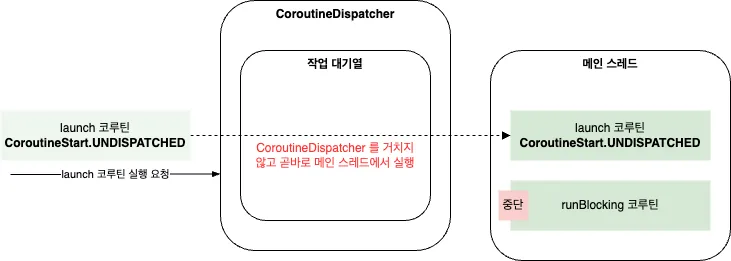 CoroutineDispatcher
작업 대기열
메인 스레드
launch 코루틴
CoroutineStart.UNDISPATCHED
launch 코루틴 실행 요청
CoroutineDispatcher 를 거치지
않고 곧바로 메인 스레드에서 실행
launch 코루틴
CoroutineStart.UNDISPATCHED
중단
runBlocking 코루틴